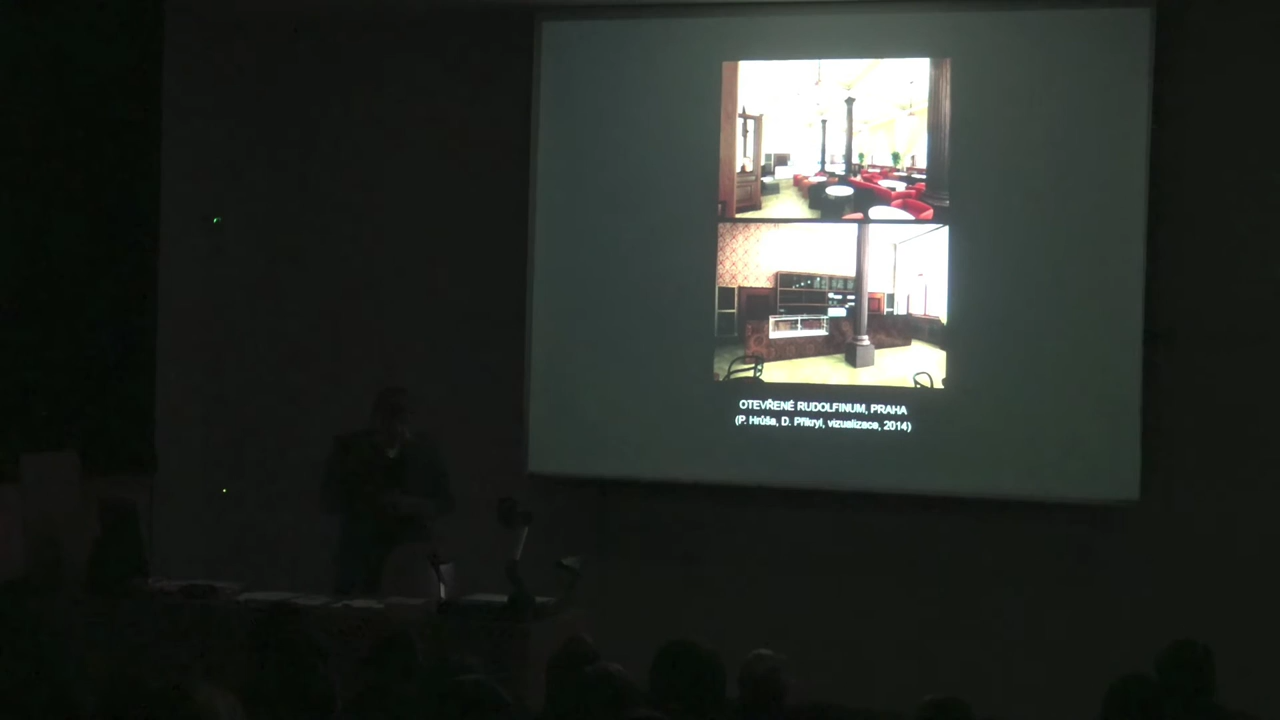 OTEVŘENÉ RUDOLFINUM, PRAHA
(P. Hrůša, D. Přikryl, vizualizace, 2014)